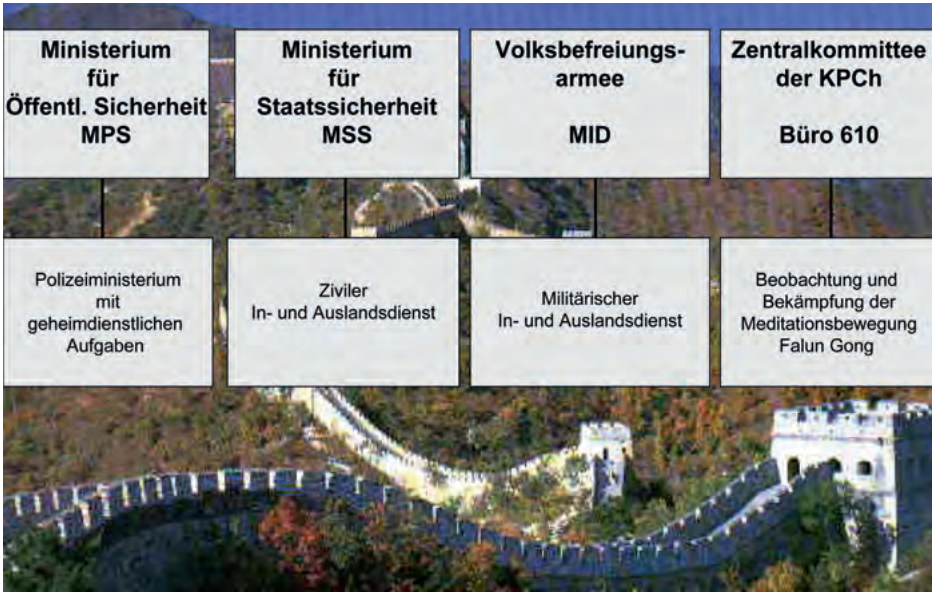 Ministerium
für
Öffentl. Sicherheit
MPS
Ministerium
für
Staatssicherheit
MSS
Volksbefreiungs-
armee
MID
Zentralkommittee
der KPCh
Büro 610
Polizeiministerium
mit
geheimdienstlichen
Aufgaben
Ziviler
In- und Auslandsdienst
Militärischer
In- und Auslandsdienst
Beobachtung und
Bekämpfung der
Meditationsbewegung
Falun Gong